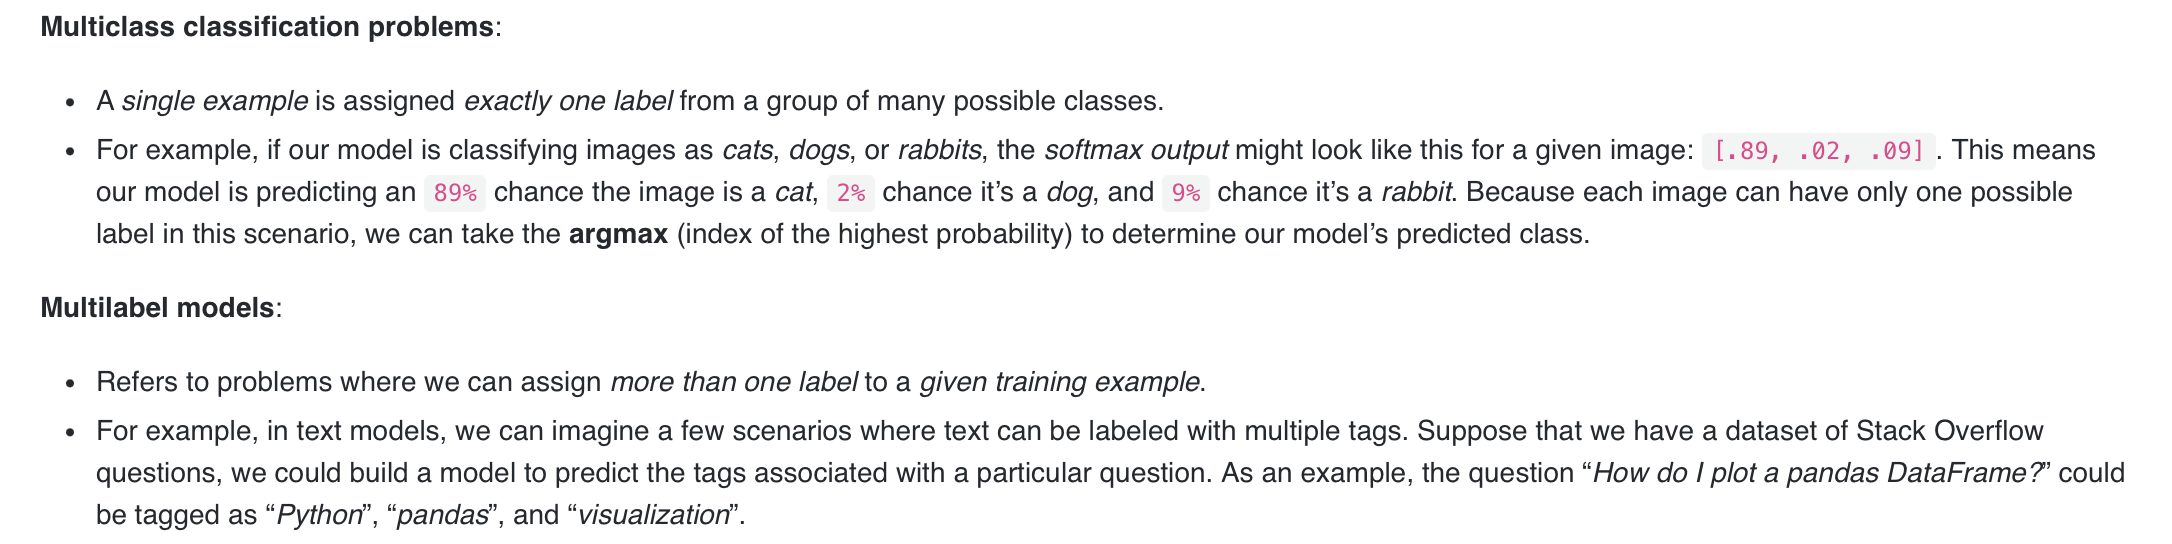 Multiclass classification problems:
• A single example is assigned exactly one label from a group of many possible classes.
• For example, if our model is classifying images as cats, dogs, or rabbits, the softmax output might look like this for a given image: [.89, .02, .09] . This means
our model is predicting an 89% chance the image is a cat, 2% chance it’s a dog, and 9% chance it’s a rabbit. Because each image can have only one possible
label in this scenario, we can take the argmax (index of the highest probability) to determine our model’s predicted class.
Multilabel models:
• Refers to problems where we can assign more than one label to a given training example.
• For example, in text models, we can imagine a few scenarios where text can be labeled with multiple tags. Suppose that we have a dataset of Stack Overflow
questions, we could build a model to predict the tags associated with a particular question. As an example, the question “How do I plot a pandas DataFrame?” could
be tagged as “Python”, “pandas”, and “visualization”.